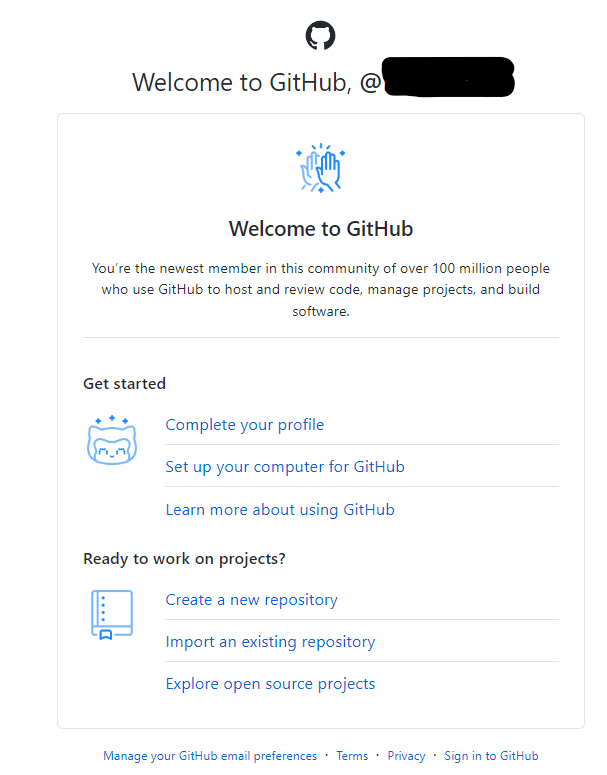 Welcome to GitHub, @
Welcome to GitHub
You’re the newest member in this community of over 100 million people
who use GitHub to host and review code, manage projects, and build
software.
Get started
Complete your profile
Set up your computer for GitHub
Learn more about using GitHub
Ready to work on projects?
Create a new repository
Import an existing repository
Explore open source projects
Manage your GitHub email preferences · Terms · Privacy · Sign in to GitHub